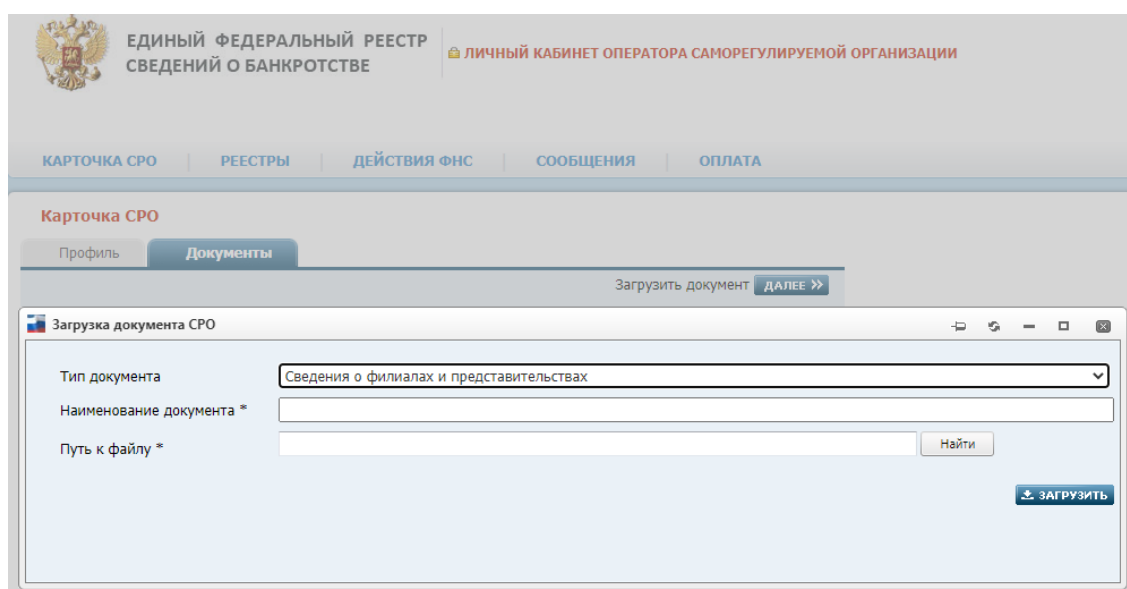 ЕДИНЫЙ ФЕДЕРАЛЬНЫЙ РЕЕСТР
СВЕДЕНИЙ О БАНКРОТСТВЕ
ЛИЧНЫЙ КАБИНЕТ ОПЕРАТОРА САМОРЕГУЛИРУЕМОЙ ОРГАНИЗАЦИИ
КАРТОЧКА СРО РЕЕСТРЫ ДЕЙСТВИЯ ФНС СООБЩЕНИЯ ОПЛАТА
Карточка СРО
Профиль Документы
Загрузить документ ДАЛЕЕ
Загрузка документа СРО
Тип документа Сведения о филиалах и представительствах
Наименование документа *
Путь к файлу * Найти
ЗАГРУЗИТЬ